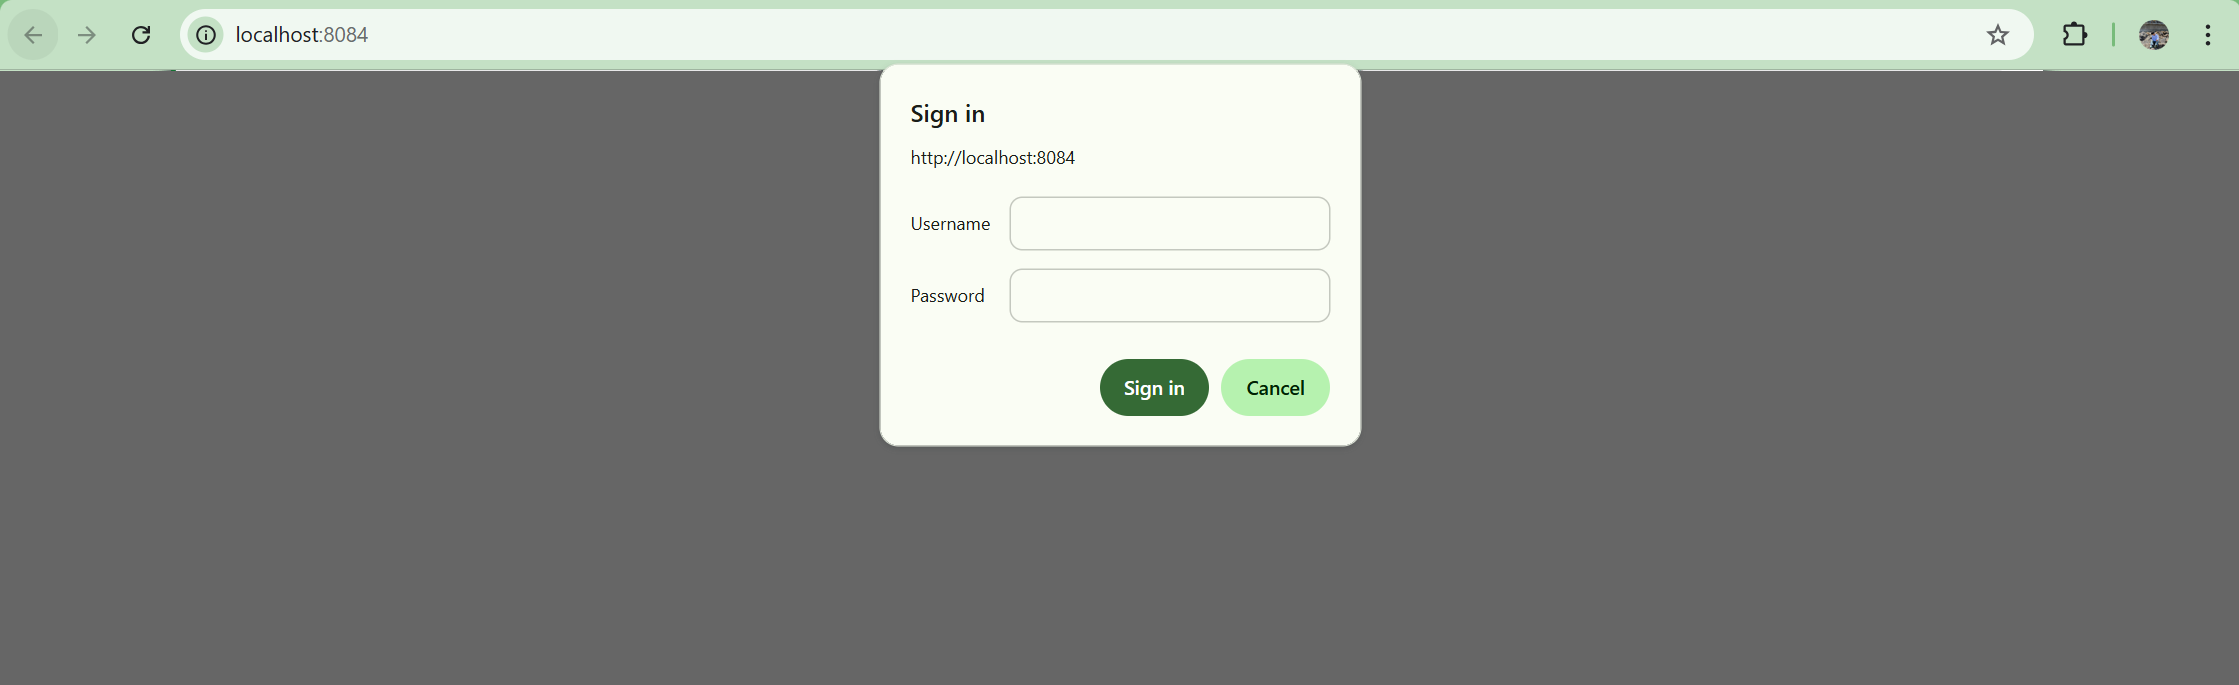 localhost:8084
Sign in
http://localhost:8084
Username
Password
Sign in Cancel